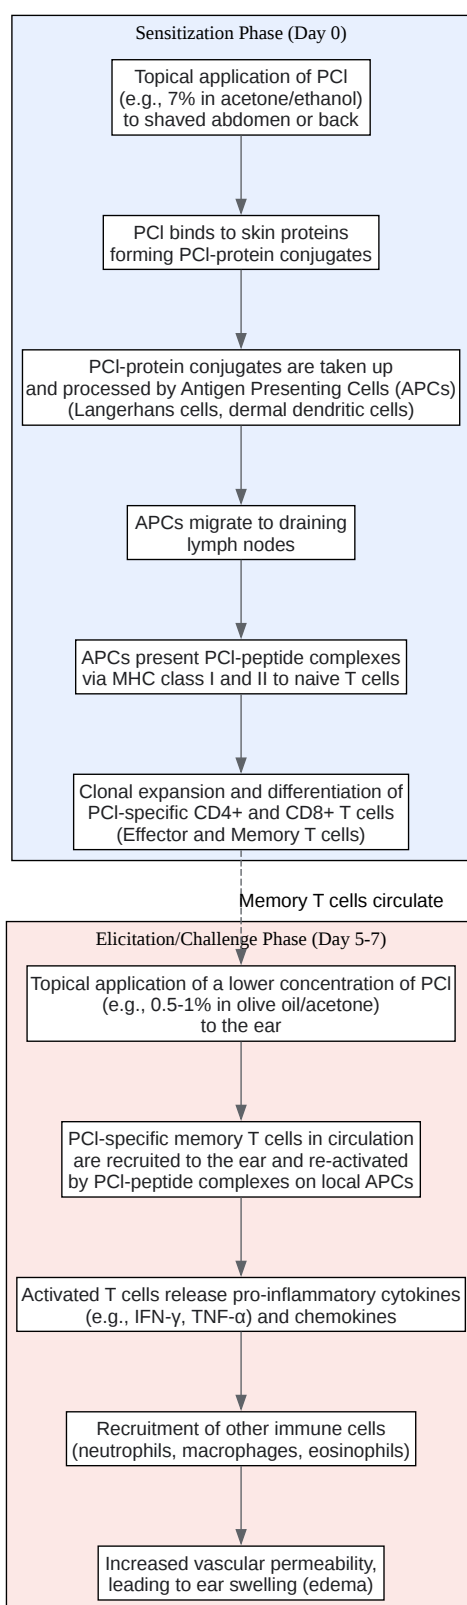 Sensitization Phase (Day 0)
Topical application of PCl
(e.g., 7% in acetone/ethanol)
to shaved abdomen or back
PCl binds to skin proteins
forming PCl-protein conjugates
PCl-protein conjugates are taken up
and processed by Antigen Presenting Cells (APCs)
(Langerhans cells, dermal dendritic cells)
APCs migrate to draining
lymph nodes
APCs present PCl-peptide complexes
via MHC class I and II to naive T cells
Clonal expansion and differentiation of
PCl-specific CD4+ and CD8+ T cells
(Effector and Memory T cells)
Memory T cells circulate
Elicitation/Challenge Phase (Day 5-7)
Topical application of a lower concentration of PCl
(e.g., 0.5-1% in olive oil/acetone)
to the ear
PCl-specific memory T cells in circulation
are recruited to the ear and re-activated
by PCl-peptide complexes on local APCs
Activated T cells release pro-inflammatory cytokines
(e.g., IFN-γ, TNF-α) and chemokines
Recruitment of other immune cells
(neutrophils, macrophages, eosinophils)
Increased vascular permeability,
leading to ear swelling (edema)